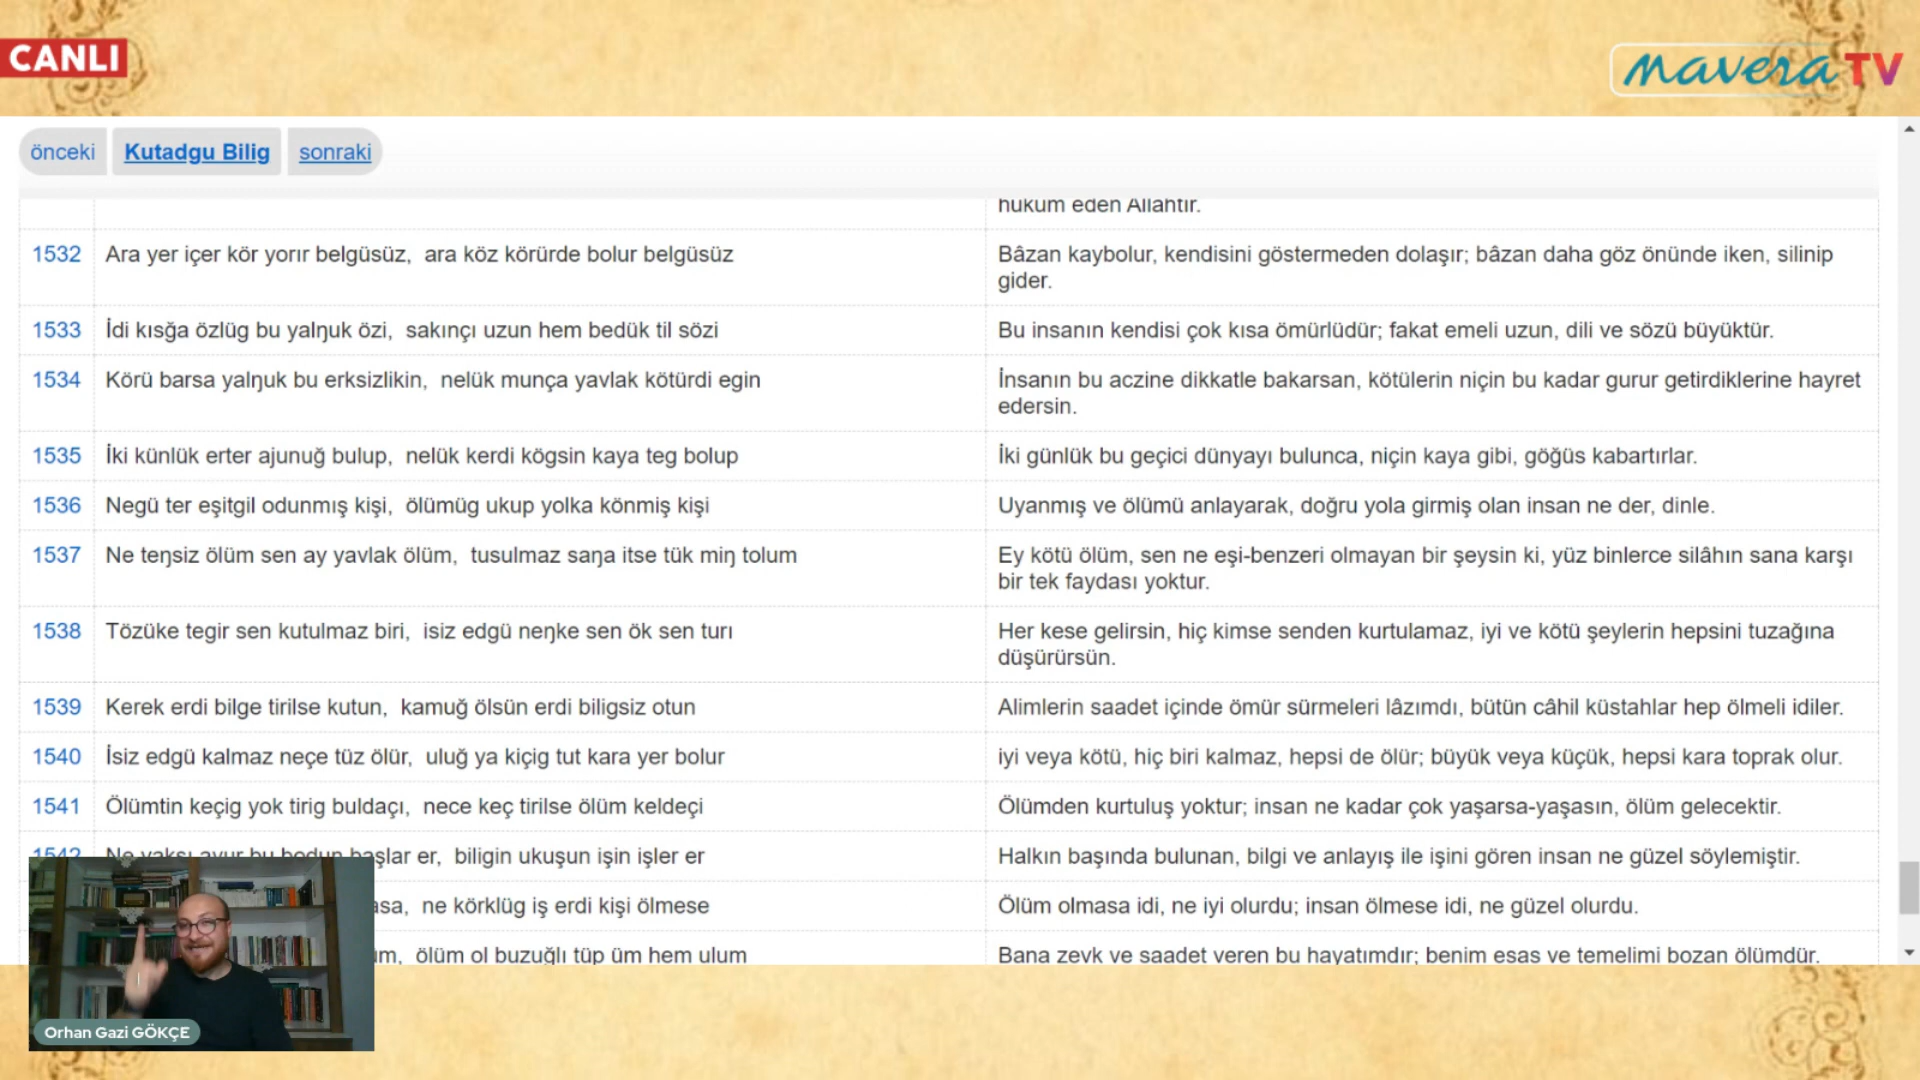 CANLI
mavera TV
önceki
Kutadgu Bilig
sonraki
hüküm eden Allahtır.
1532
Ara yer içer kör yorır belgüsüz, ara köz körürde bolur belgüsüz
Bâzan kaybolur, kendisini göstermeden dolaşır; bâzan daha göz önünde iken, silinip
gider.
1533
İdi kısğa özlüg bu yalŋuk özi, sakınçı uzun hem bedük til sözi
Bu insanın kendisi çok kısa ömürlüdür; fakat emeli uzun, dili ve sözü büyüktür.
1534
Körü barsa yalŋuk bu erksizlikin, nelük munça yavlak kötürdi egin
İnsanın bu aczine dikkatle bakarsan, kötülerin niçin bu kadar gurur getirdiklerine hayret
edersin.
1535
İki künlük erter ajunuğ bulup, nelük kerdi kögsin kaya teg bolup
İki günlük bu geçici dünyayı bulunca, niçin kaya gibi, göğüs kabartırlar.
1536
Negü ter eşitgil odunmış kişi, ölümüg ukup yolka könmiş kişi
Uyanmış ve ölümü anlayarak, doğru yola girmiş olan insan ne der, dinle.
1537
Ne teŋsiz ölüm sen ay yavlak ölüm, tusulmaz saŋa itse tük miŋ tolum
Ey kötü ölüm, sen ne eşi-benzeri olmayan bir şeysin ki, yüz binlerce silâhın sana karşı
bir tek faydası yoktur.
1538
Tözüke tegir sen kutulmaz biri, isiz edgü neŋke sen ök sen turı
Her kese gelirsin, hiç kimse senden kurtulamaz, iyi ve kötü şeylerin hepsini tuzağına
düşürürsün.
1539
Kerek erdi bilge tirilse kutun, kamuğ ölsün erdi biligsiz otun
Alimlerin saadet içinde ömür sürmeleri lâzımdı, bütün câhil küstahlar hep ölmeli idiler.
1540
İsiz edgü kalmaz neçe tüz ölür, uluğ ya kiçig tut kara yer bolur
iyi veya kötü, hiç biri kalmaz, hepsi de ölür; büyük veya küçük, hepsi kara toprak olur.
1541
Ölümtin keçig yok tirig buldaçı, nece keç tirilse ölüm keldeçi
Ölümden kurtuluş yoktur; insan ne kadar çok yaşarsa-yaşasın, ölüm gelecektir.
1542
Ne yakşı ayur bu bodun başlar er, biligin ukuşun işin işler er
Halkın başında bulunan, bilgi ve anlayış ile işini gören insan ne güzel söylemiştir.
ne körklüg iş erdi kişi ölmese
Ölüm olmasa idi, ne iyi olurdu; insan ölmese idi, ne güzel olurdu.
ölüm ol buzuğlı tüp üm hem ulum
Bana zevk ve saadet veren bu hayatımdır; benim esas ve temelimi bozan ölümdür.
Orhan Gazi GÖKÇE